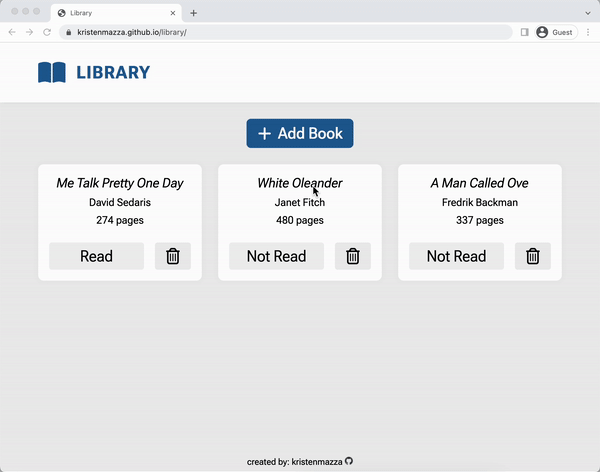 Library
kristenmazza.github.io/library/
Guest
LIBRARY
Add Book
Me Talk Pretty One Day
David Sedaris
274 pages
Read
White Oleander
Janet Fitch
480 pages
Not Read
A Man Called Ove
Fredrik Backman
337 pages
Not Read
created by: kristenmazza